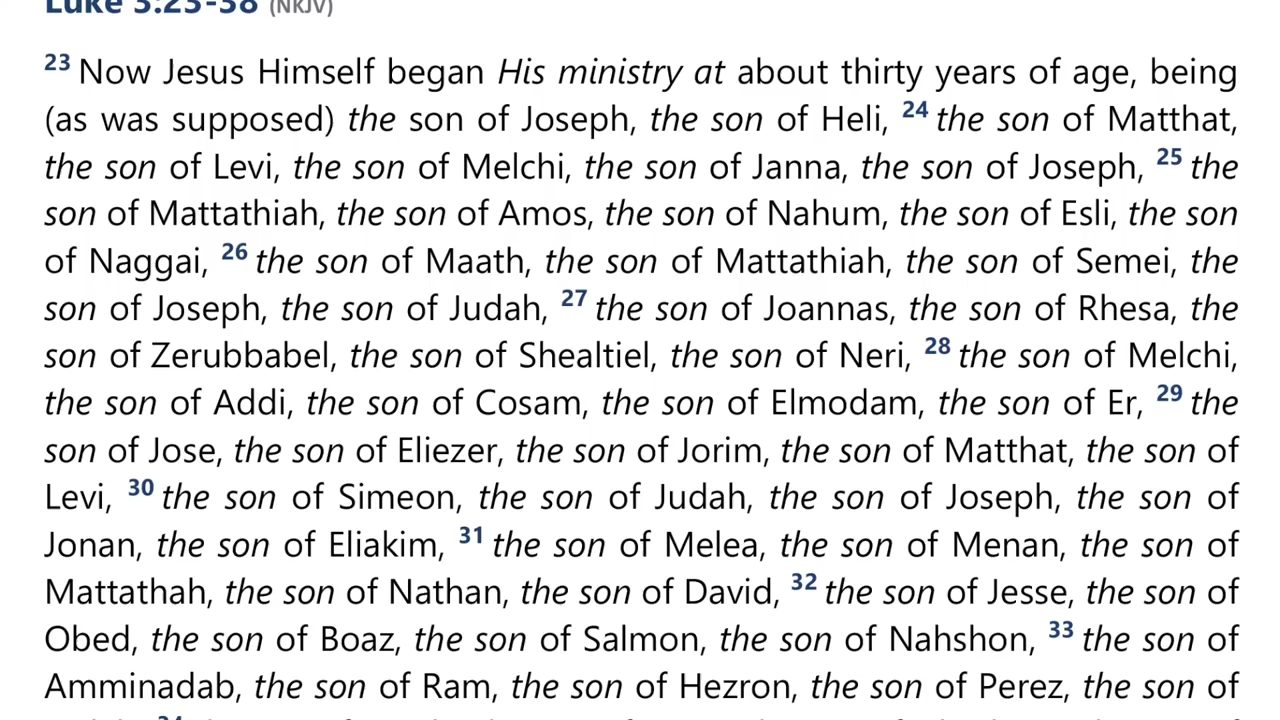 Luke 3:23-38 (NKJV)
23 Now Jesus Himself began His ministry at about thirty years of age, being
(as was supposed) the son of Joseph, the son of Heli, 24 the son of Matthat,
the son of Levi, the son of Melchi, the son of Janna, the son of Joseph, 25 the
son of Mattathiah, the son of Amos, the son of Nahum, the son of Esli, the son
of Naggai, 26 the son of Maath, the son of Mattathiah, the son of Semei, the
son of Joseph, the son of Judah, 27 the son of Joannas, the son of Rhesa, the
son of Zerubbabel, the son of Shealtiel, the son of Neri, 28 the son of Melchi,
the son of Addi, the son of Cosam, the son of Elmodam, the son of Er, 29 the
son of Jose, the son of Eliezer, the son of Jorim, the son of Matthat, the son of
Levi, 30 the son of Simeon, the son of Judah, the son of Joseph, the son of
Jonan, the son of Eliakim, 31 the son of Melea, the son of Menan, the son of
Mattathah, the son of Nathan, the son of David, 32 the son of Jesse, the son of
Obed, the son of Boaz, the son of Salmon, the son of Nahshon, 33 the son of
Amminadab, the son of Ram, the son of Hezron, the son of Perez, the son of